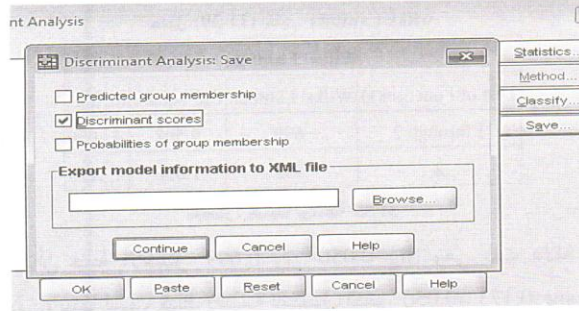 nt Analysis
Discriminant Analysis: Save
Statistics...
Method...
Classify...
Save...
Predicted group membership
Discriminant scores
Probabilities of group membership
Export model information to XML file
Browse...
Continue Cancel Help
OK Paste Reset Cancel Help